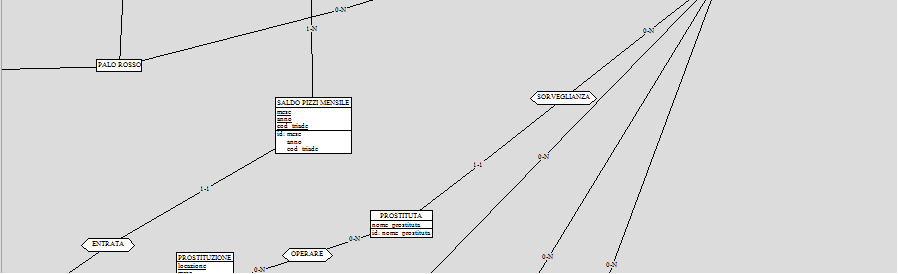 0-N
1-N
0-N
PALO ROSSO
SORVEGLIANZA
SALDO PIZZI MENSILE
mese
anno
cod_triade
id: mese
anno
cod_triade
0-N
1-1
1-1
PROSTITUTA
nome_prostituta
id: nome_prostituta
0-N
ENTRATA
OPERARE
PROSTITUZIONE
locazione
0-N
0-N
0-N